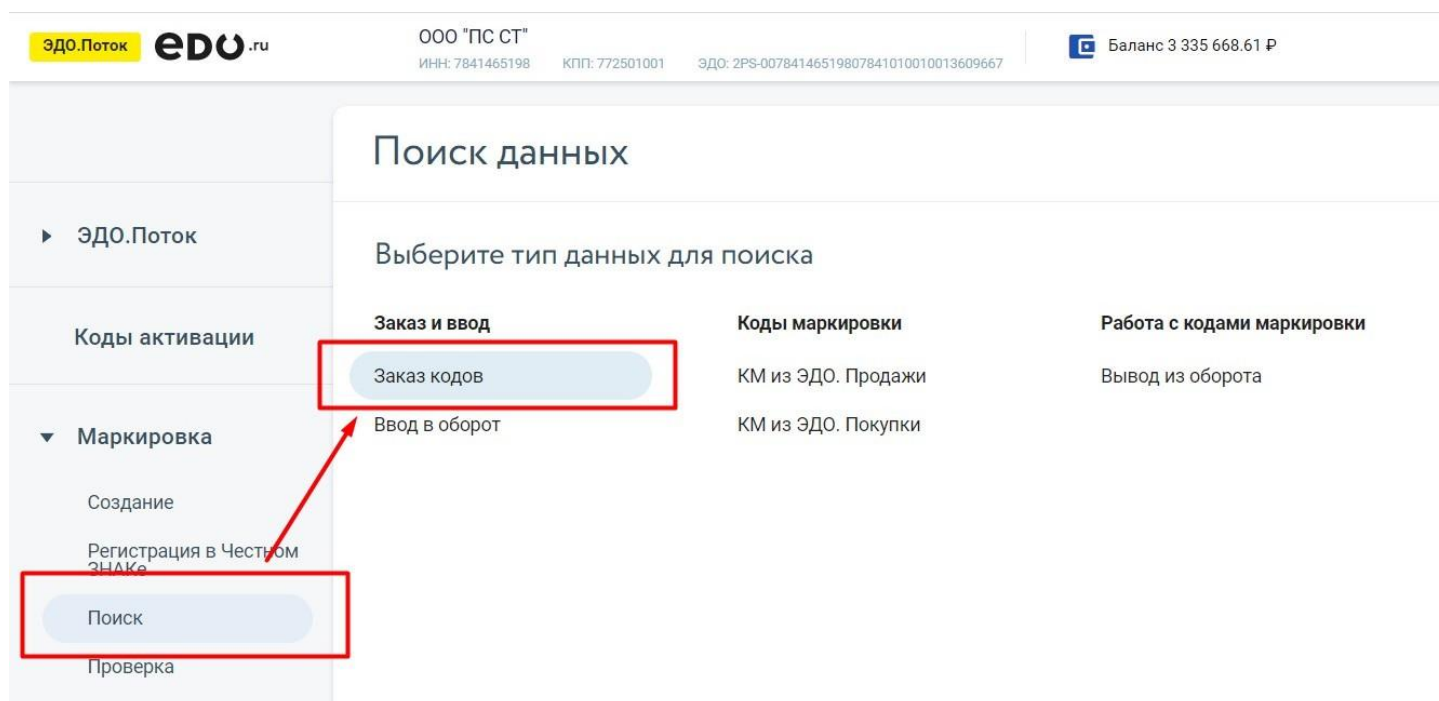 ЭДО.Поток
edo.ru
ООО "ПС СТ"
ИНН: 7841465198 КПП: 772501001 ЭДО: 2PS-00784146519807841010010013609667
Баланс 3 335 668.61 ₽
Поиск данных
ЭДО.Поток
Выберите тип данных для поиска
Заказ и ввод Коды маркировки Работа с кодами маркировки
Коды активации
Заказ кодов КМ из ЭДО. Продажи Вывод из оборота
Ввод в оборот КМ из ЭДО. Покупки
Маркировка
Создание
Регистрация в Честном
ЗНАКе
Поиск
Проверка